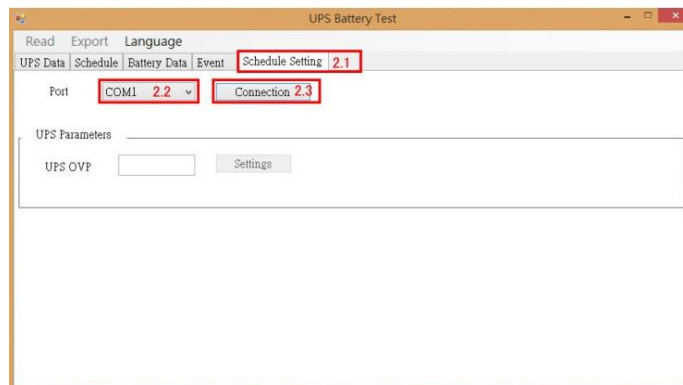 UPS Battery Test
Read Export Language
UPS Data Schedule Battery Data Event Schedule Setting 2.1
Port COM1 2.2 Connection 2.3
UPS Parameters
UPS OVP Settings